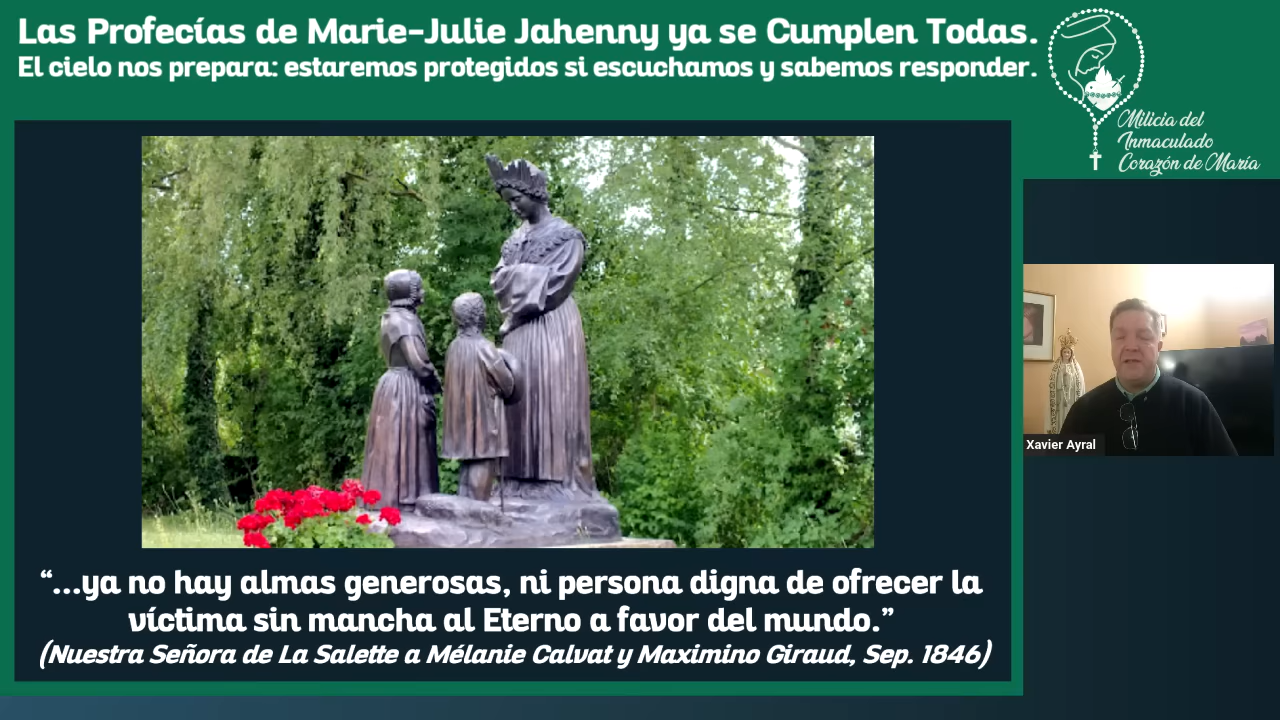 Las Profecías de Marie-Julie Jahenny ya se Cumplen Todas.
El cielo nos prepara: estaremos protegidos si escuchamos y sabemos responder.
Milicia del
Inmaculado
Corazón de María
Xavier Ayral
“...ya no hay almas generosas, ni persona digna de ofrecer la
víctima sin mancha al Eterno a favor del mundo.”
(Nuestra Señora de La Salette a Mélanie Calvat y Maximino Giraud, Sep. 1846)